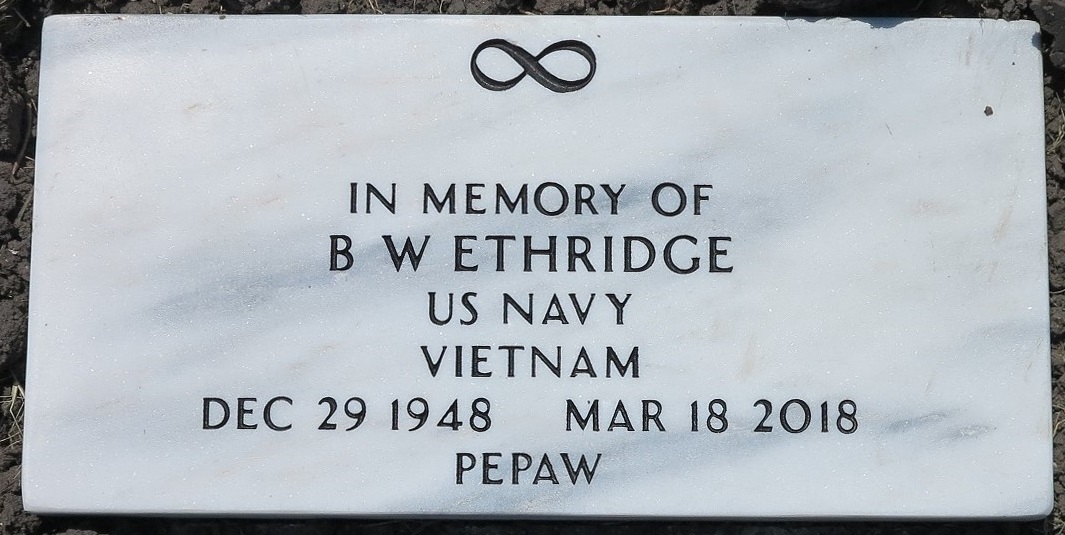 IN MEMORY OF
B W ETHRIDGE
US NAVY
VIETNAM
DEC 29 1948 MAR 18 2018
PEPAW